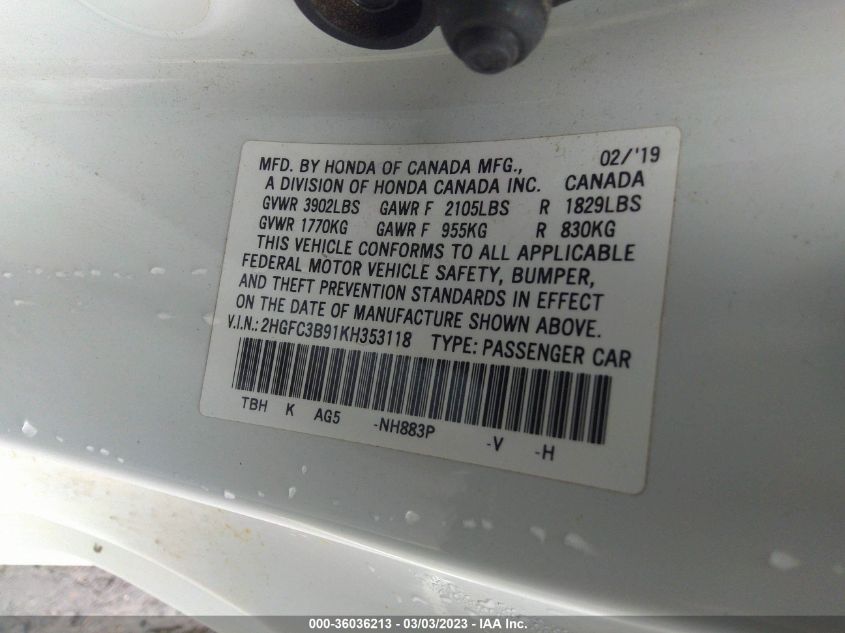 MFD. BY HONDA OF CANADA MFG., 02/'19
A DIVISION OF HONDA CANADA INC. CANADA
GVWR 3902LBS GAWR F 2105LBS R 1829LBS
GVWR 1770KG GAWR F 955KG R 830KG
THIS VEHICLE CONFORMS TO ALL APPLICABLE
FEDERAL MOTOR VEHICLE SAFETY, BUMPER,
AND THEFT PREVENTION STANDARDS IN EFFECT
ON THE DATE OF MANUFACTURE SHOWN ABOVE.
V.I.N.: 2HGFC3B91KH353118 TYPE: PASSENGER CAR
TBH K AG5 -NH883P -V -H
000-36036213 - 03/03/2023 - IAA Inc.